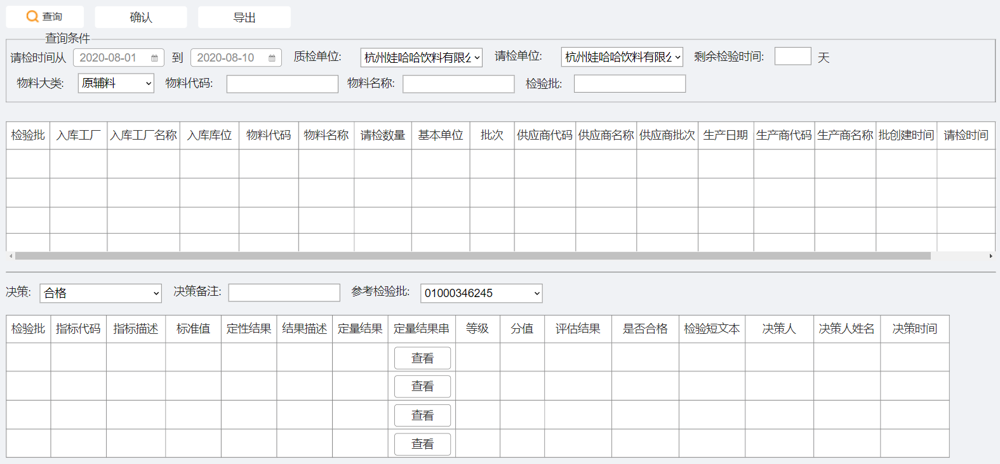 查询 确认 导出
查询条件
请检时间从 2020-08-01 到 2020-08-10 质检单位: 杭州娃哈哈饮料有限 请检单位: 杭州娃哈哈饮料有限 剩余检验时间: 天
物料大类: 原辅料 物料代码: 物料名称: 检验批:
检验批 入库工厂 入库工厂名称 入库库位 物料代码 物料名称 请检数量 基本单位 批次 供应商代码 供应商名称 供应商批次 生产日期 生产商代码 生产商名称 批创建时间 请检时间
决策: 合格 决策备注: 参考检验批: 01000346245
检验批 指标代码 指标描述 标准值 定性结果 结果描述 定量结果 定量结果串 等级 分值 评估结果 是否合格 检验短文本 决策人 决策人姓名 决策时间
查看
查看
查看
查看